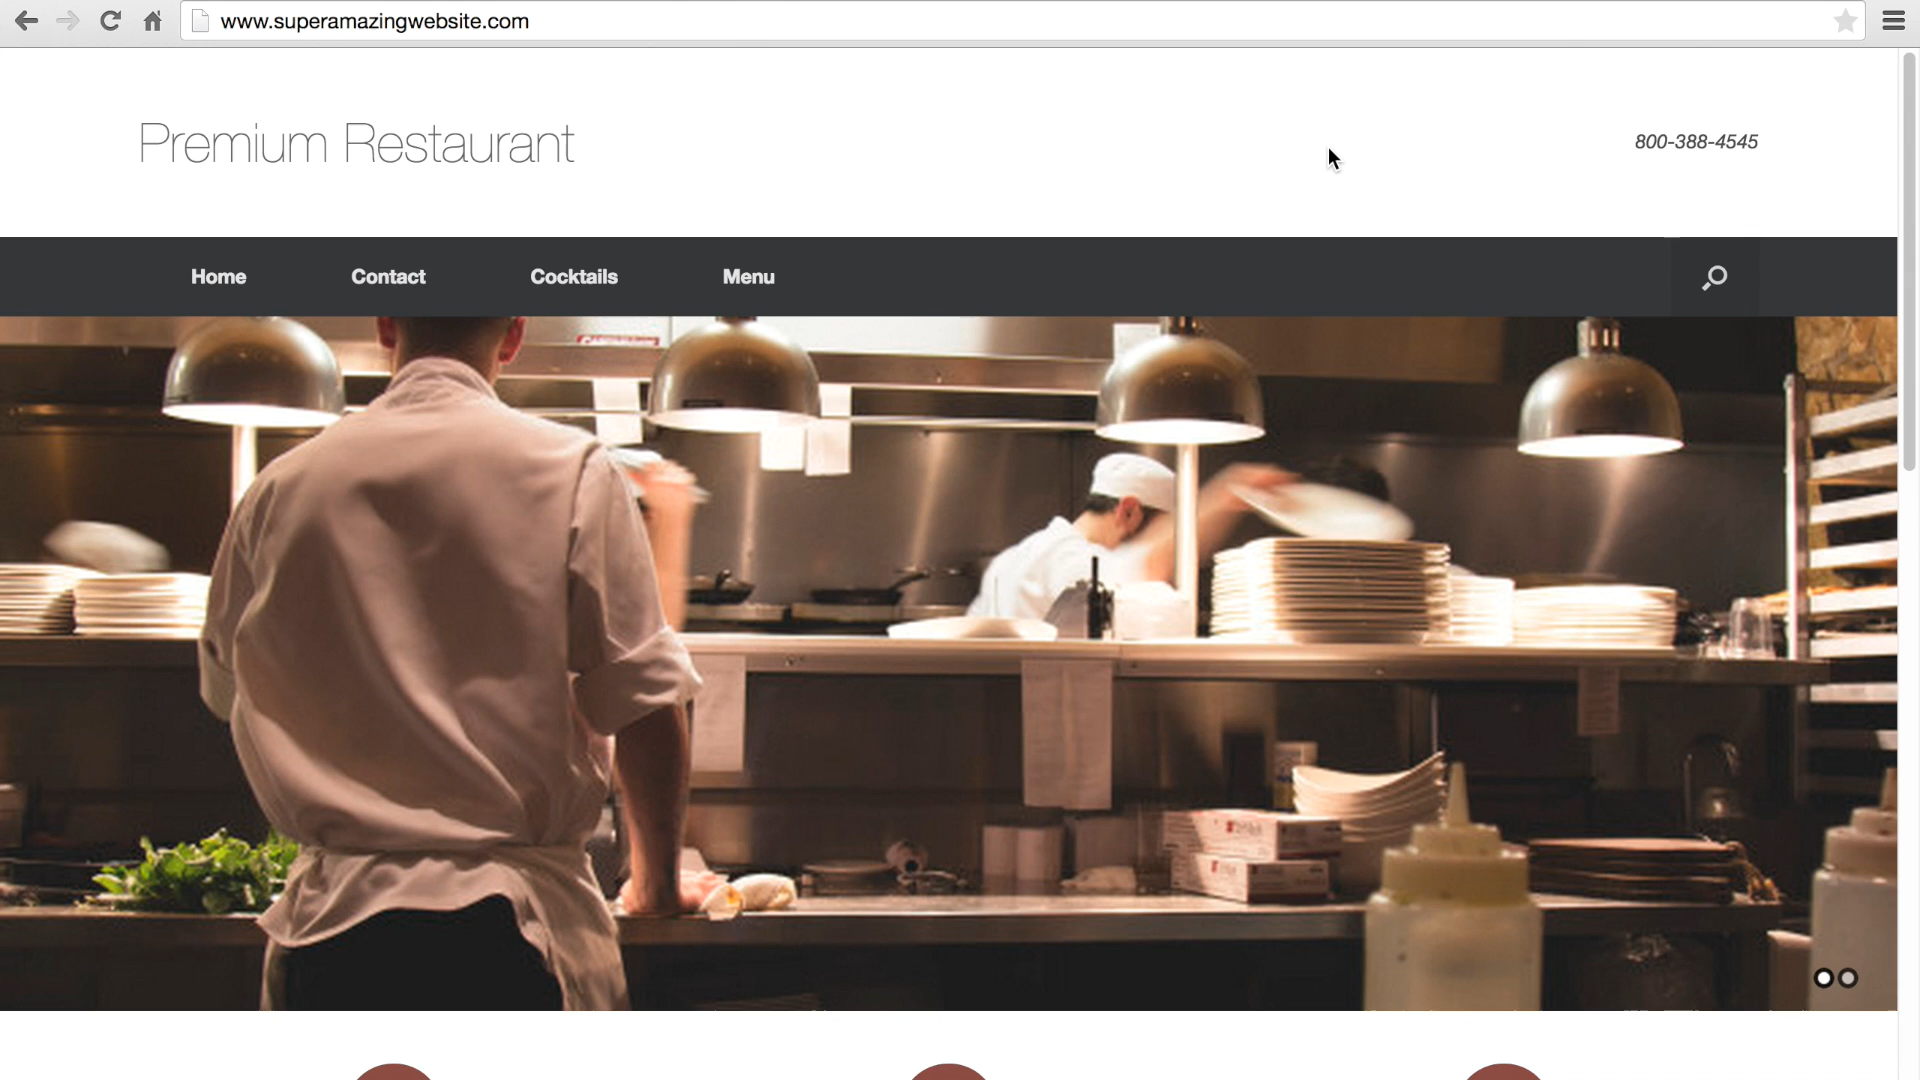 www.superamazingwebsite.com
Premium Restaurant
800-388-4545
Home
Contact
Cocktails
Menu